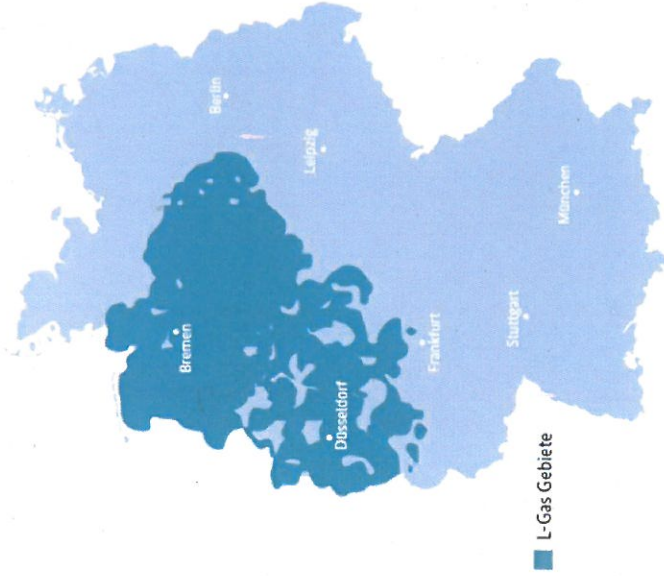 Berlin
Leipzig
Bremen
Düsseldorf
Frankfurt
Stuttgart
München
L-Gas Gebiete